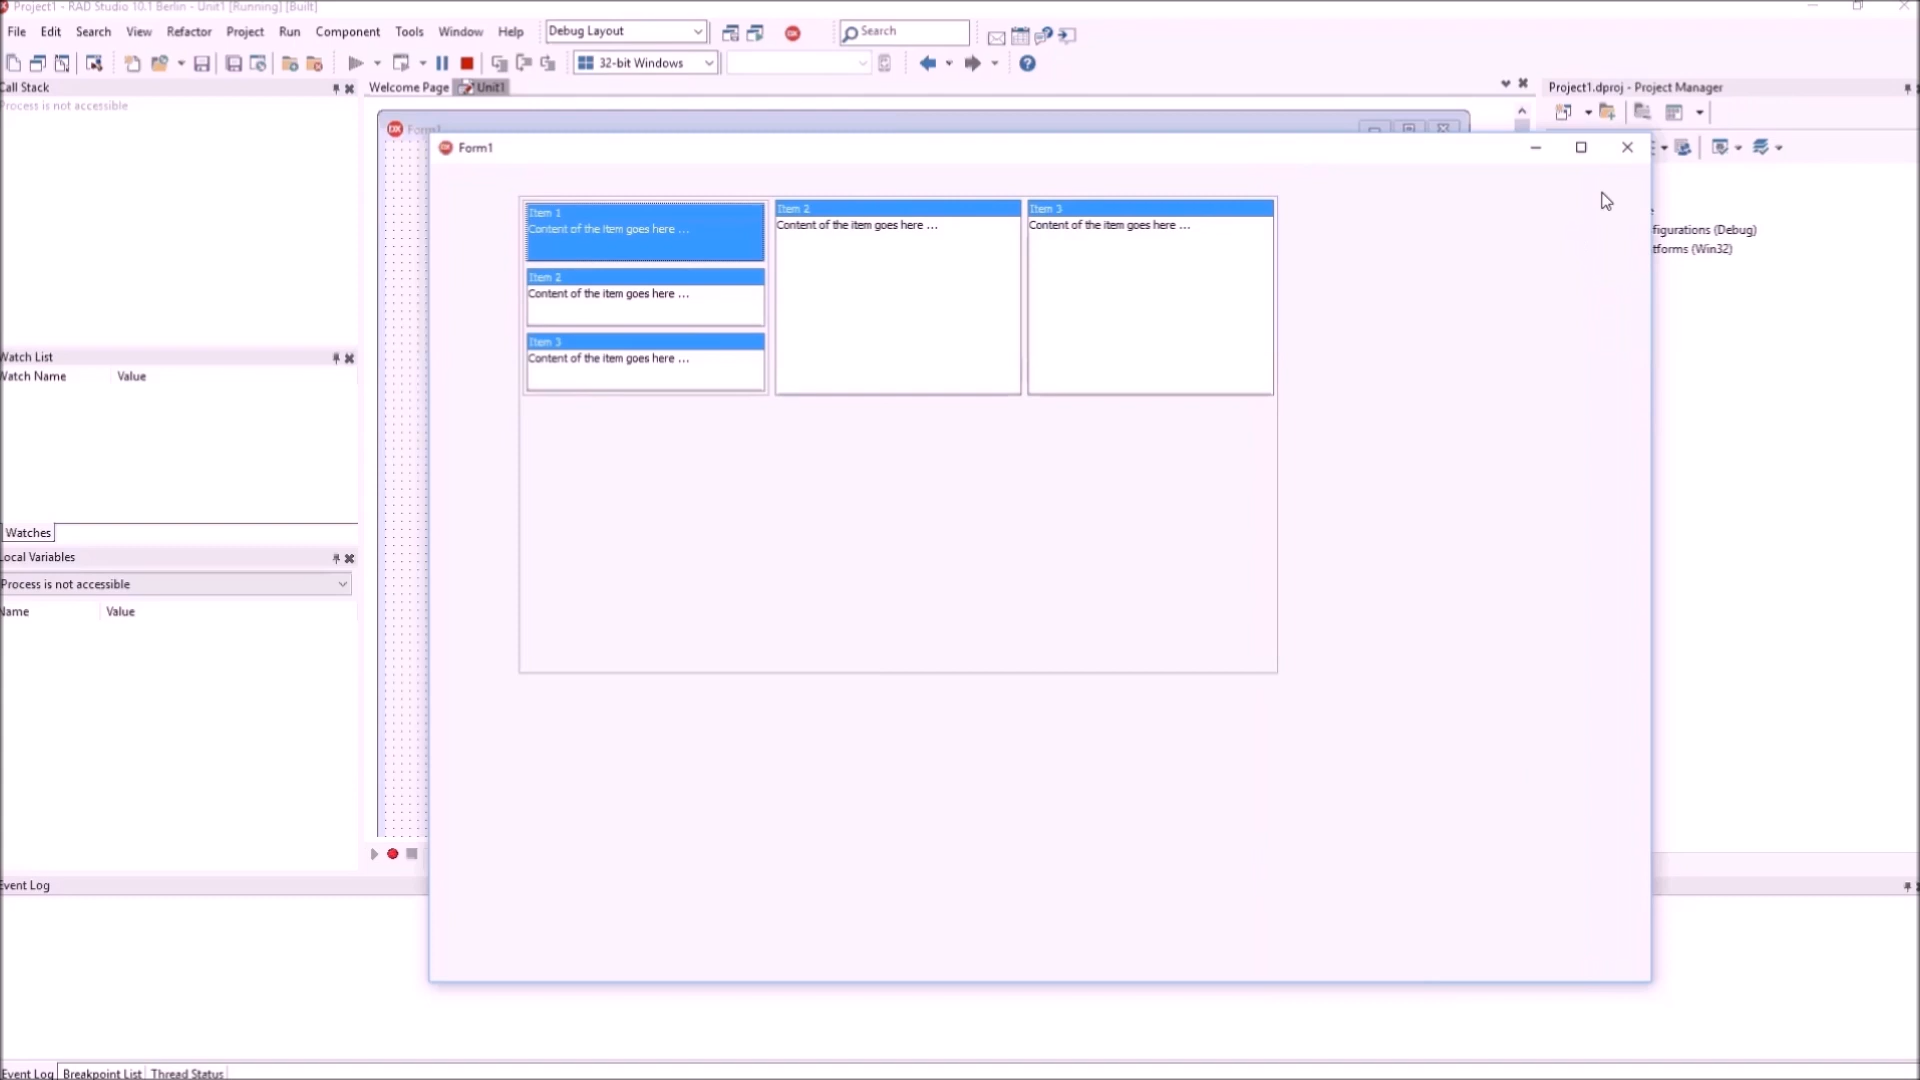 Project1 - RAD Studio 10.1 Berlin - Unit1 [Running] [Built]
File Edit Search View Refactor Project Run Component Tools Window Help
Debug Layout
Search
32-bit Windows
Call Stack
Process is not accessible
Welcome Page
Unit1
Project1.dproj - Project Manager
Form1
Form1
Item 1
Content of the item goes here ...
Item 2
Content of the item goes here ...
Item 3
Content of the item goes here ...
Item 2
Content of the item goes here ...
Item 3
Content of the item goes here ...
figurations (Debug)
tforms (Win32)
Watch List
Watch Name Value
Watches
Local Variables
Process is not accessible
Name Value
Event Log
Event Log Breakpoint List Thread Status